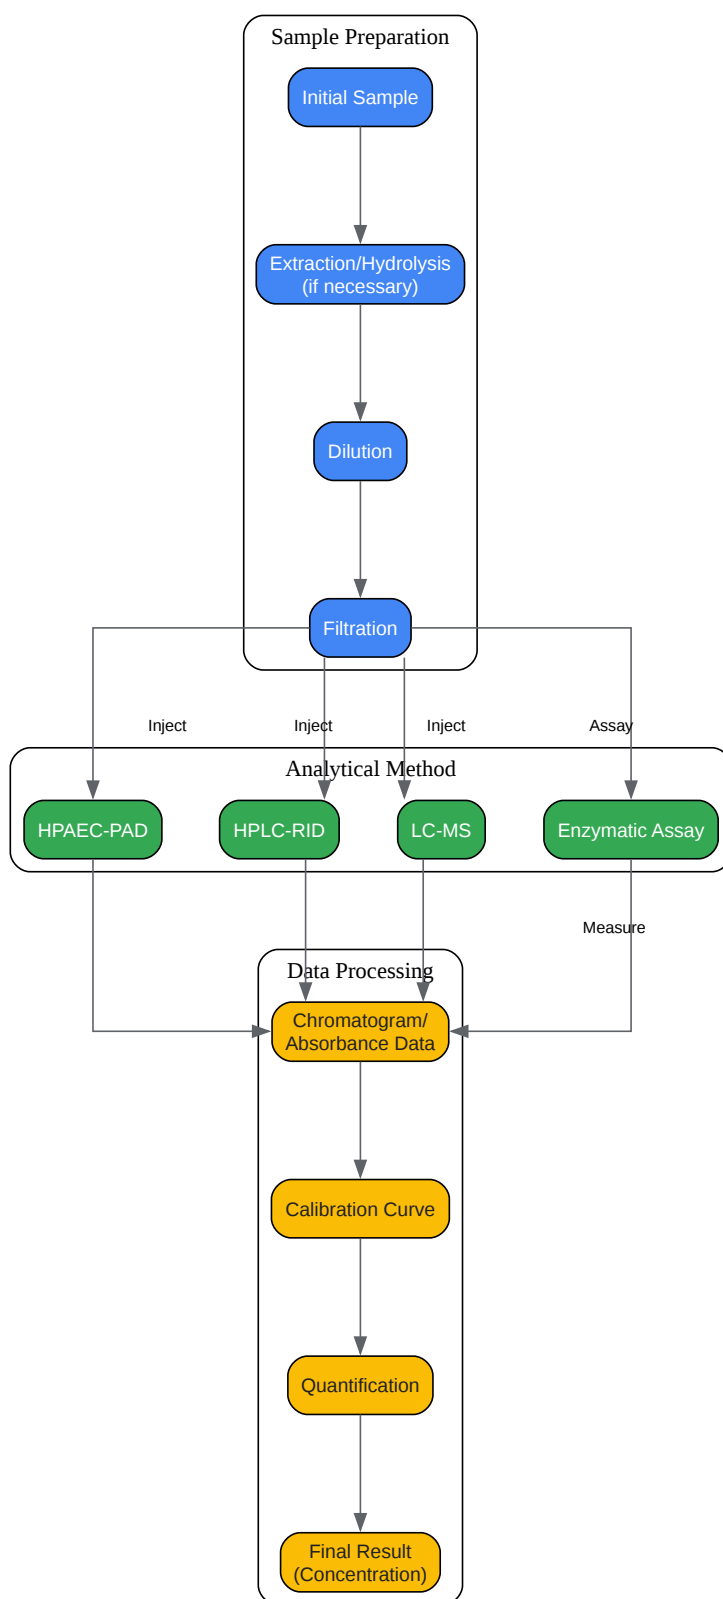 Sample Preparation
Initial Sample
Extraction/Hydrolysis
(if necessary)
Dilution
Filtration
Inject
Inject
Inject
Assay
Analytical Method
HPAEC-PAD
HPLC-RID
LC-MS
Enzymatic Assay
Measure
Data Processing
Chromatogram/
Absorbance Data
Calibration Curve
Quantification
Final Result
(Concentration)